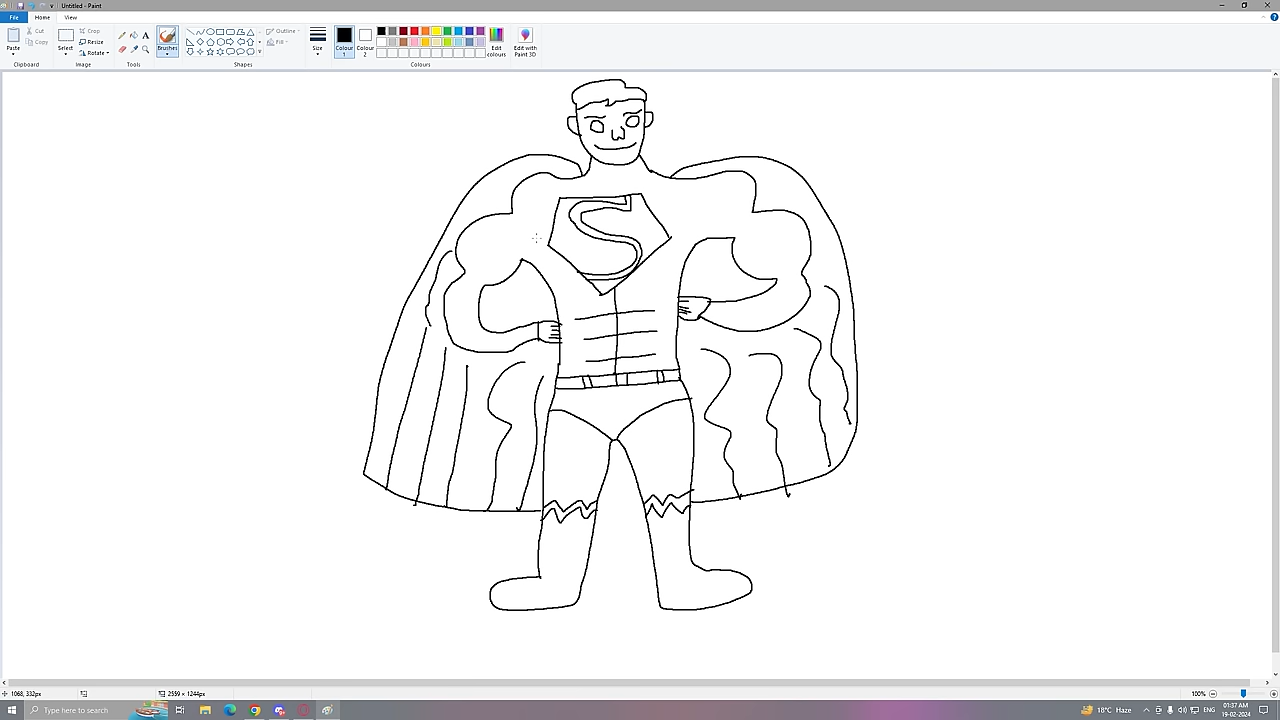 Untitled - Paint
File Home View
Paste
Cut
Copy
Clipboard
Select
Crop
Resize
Rotate
Image
Tools
Brushes
Outline
Fill
Shapes
Size
Colour 1
Colour 2
Edit colours
Edit with Paint 3D
Colours
S
1068, 332px
2559 × 1244px
100%
Type here to search
18°C Haze
ENG
01:37 AM
19-02-2024